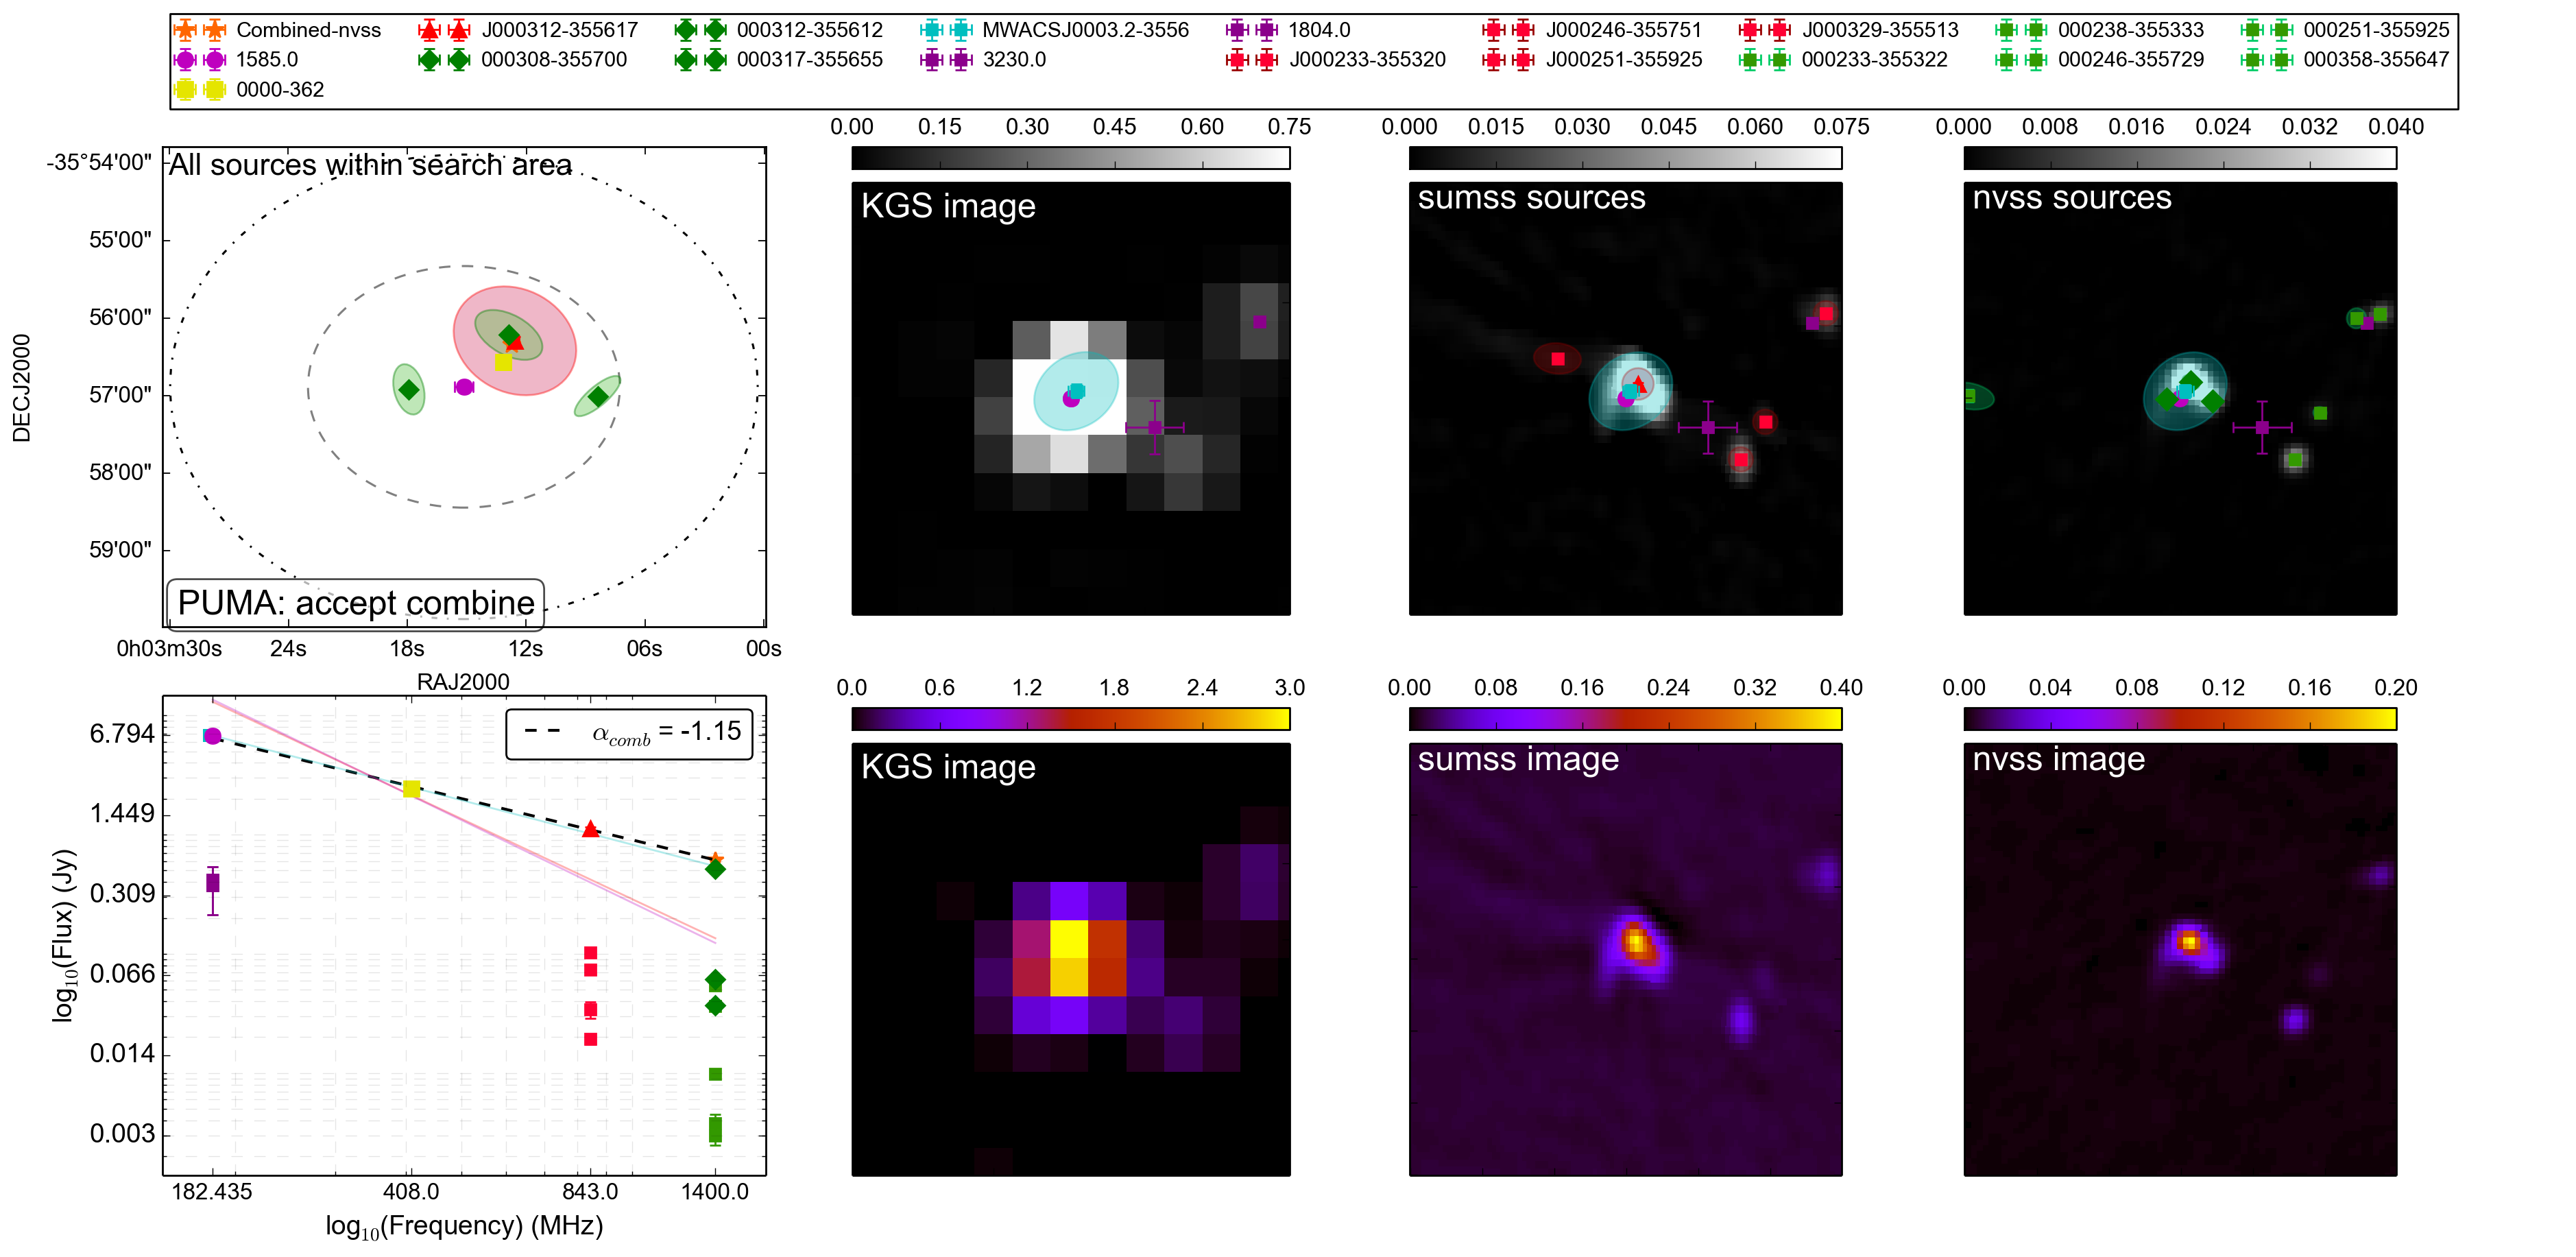 Combined-nvss J000312-355617 000312-355612 MWACSJ0003.2-3556 1804.0 J000246-355751 J000329-355513 000238-355333 000251-355925
1585.0 000308-355700 000317-355655 3230.0 J000233-355320 J000251-355925 000233-355322 000246-355729 000358-355647
0000-362
0.00 0.15 0.30 0.45 0.60 0.75
0.000 0.015 0.030 0.045 0.060 0.075
0.000 0.008 0.016 0.024 0.032 0.040
All sources within search area
-35°54'00"
55'00"
56'00"
57'00"
58'00"
59'00"
DECJ2000
PUMA: accept combine
0h03m30s 24s 18s 12s 06s 00s
RAJ2000
KGS image
sumss sources
nvss sources
α_comb = -1.15
6.794
1.449
0.309
0.066
0.014
0.003
log₁₀(Flux) (Jy)
182.435 408.0 843.0 1400.0
log₁₀(Frequency) (MHz)
0.0 0.6 1.2 1.8 2.4 3.0
KGS image
0.00 0.08 0.16 0.24 0.32 0.40
sumss image
0.00 0.04 0.08 0.12 0.16 0.20
nvss image